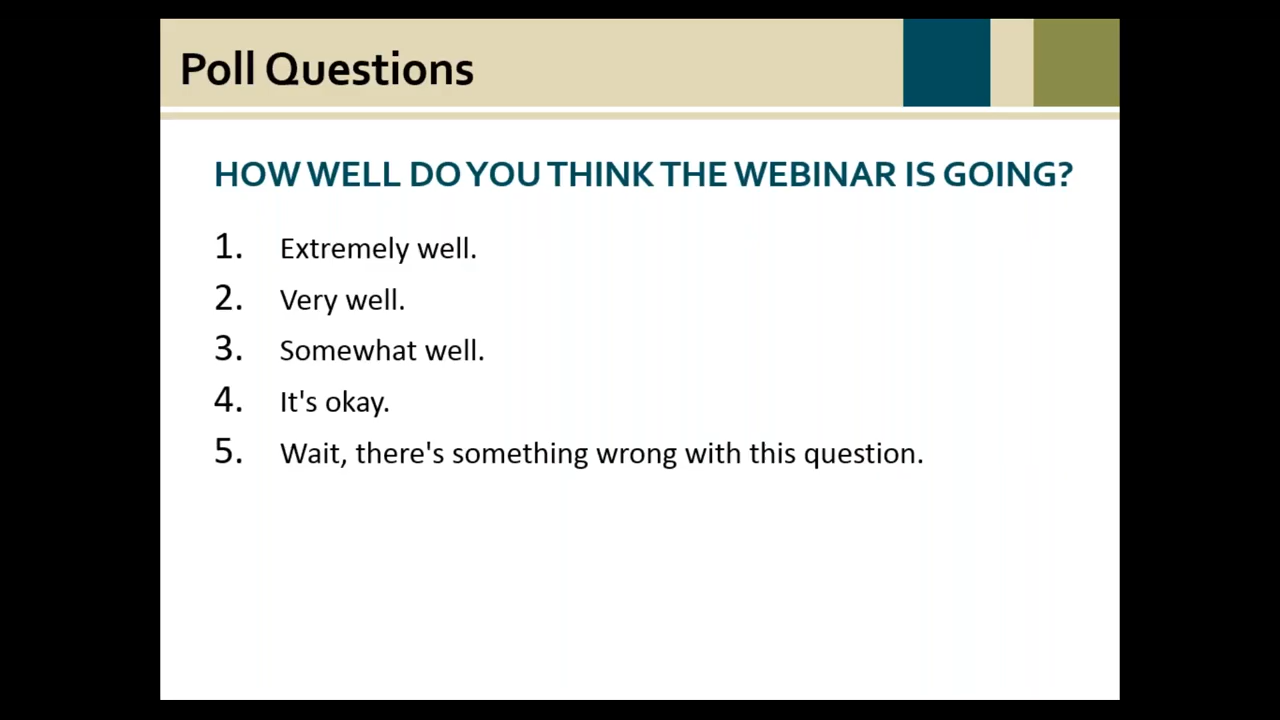 Poll Questions
HOW WELL DO YOU THINK THE WEBINAR IS GOING?
1. Extremely well.
2. Very well.
3. Somewhat well.
4. It's okay.
5. Wait, there's something wrong with this question.